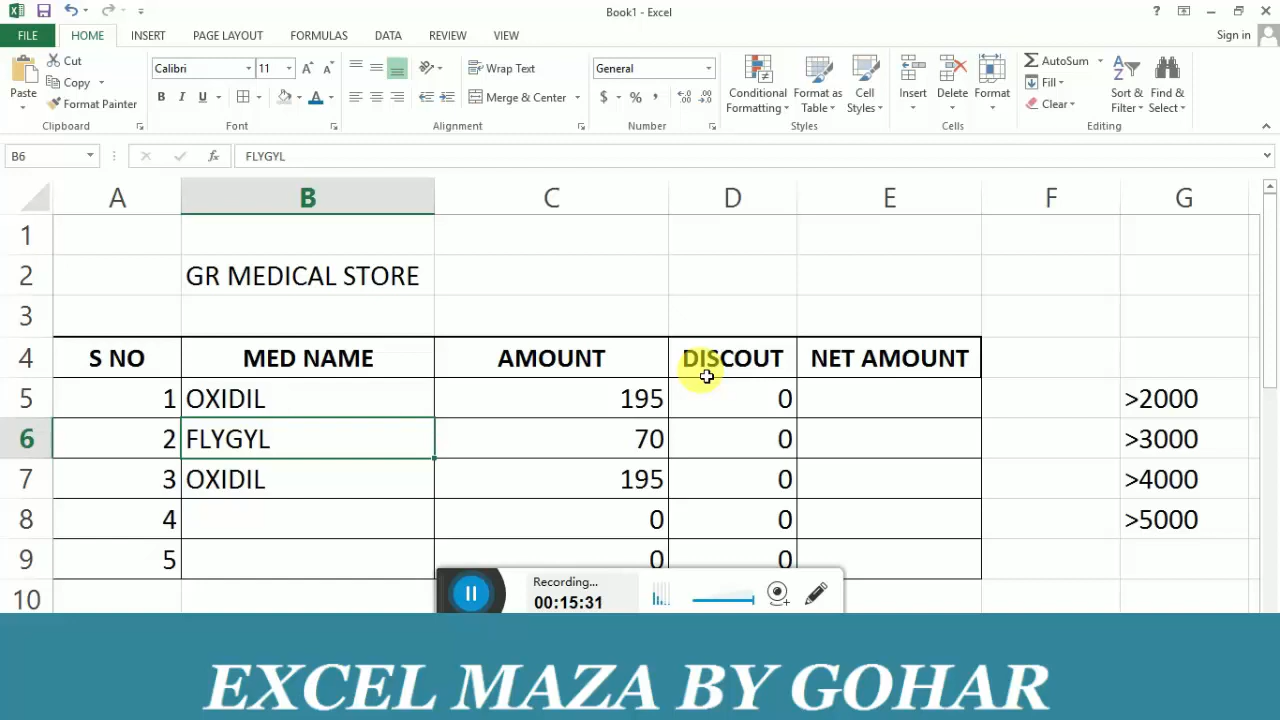 Book1 - Excel
? 
Sign in
FILE HOME INSERT PAGE LAYOUT FORMULAS DATA REVIEW VIEW
Paste
Cut
Copy
Format Painter
Clipboard
Calibri 11 A A
B I U A
Font
Wrap Text
Merge & Center
Alignment
General
$ % ,
Number
Conditional Formatting
Format as Table
Cell Styles
Styles
Insert Delete Format
Cells
AutoSum
Fill
Clear
Sort & Filter
Find & Select
Editing
B6 fx FLYGYL
A B C D E F G
1
2 GR MEDICAL STORE
3
4 S NO MED NAME AMOUNT DISCOUT NET AMOUNT
5 1 OXIDIL 195 0 >2000
6 2 FLYGYL 70 0 >3000
7 3 OXIDIL 195 0 >4000
8 4 0 0 >5000
9 5 0 0
10
Recording...
00:15:31
EXCEL MAZA BY GOHAR